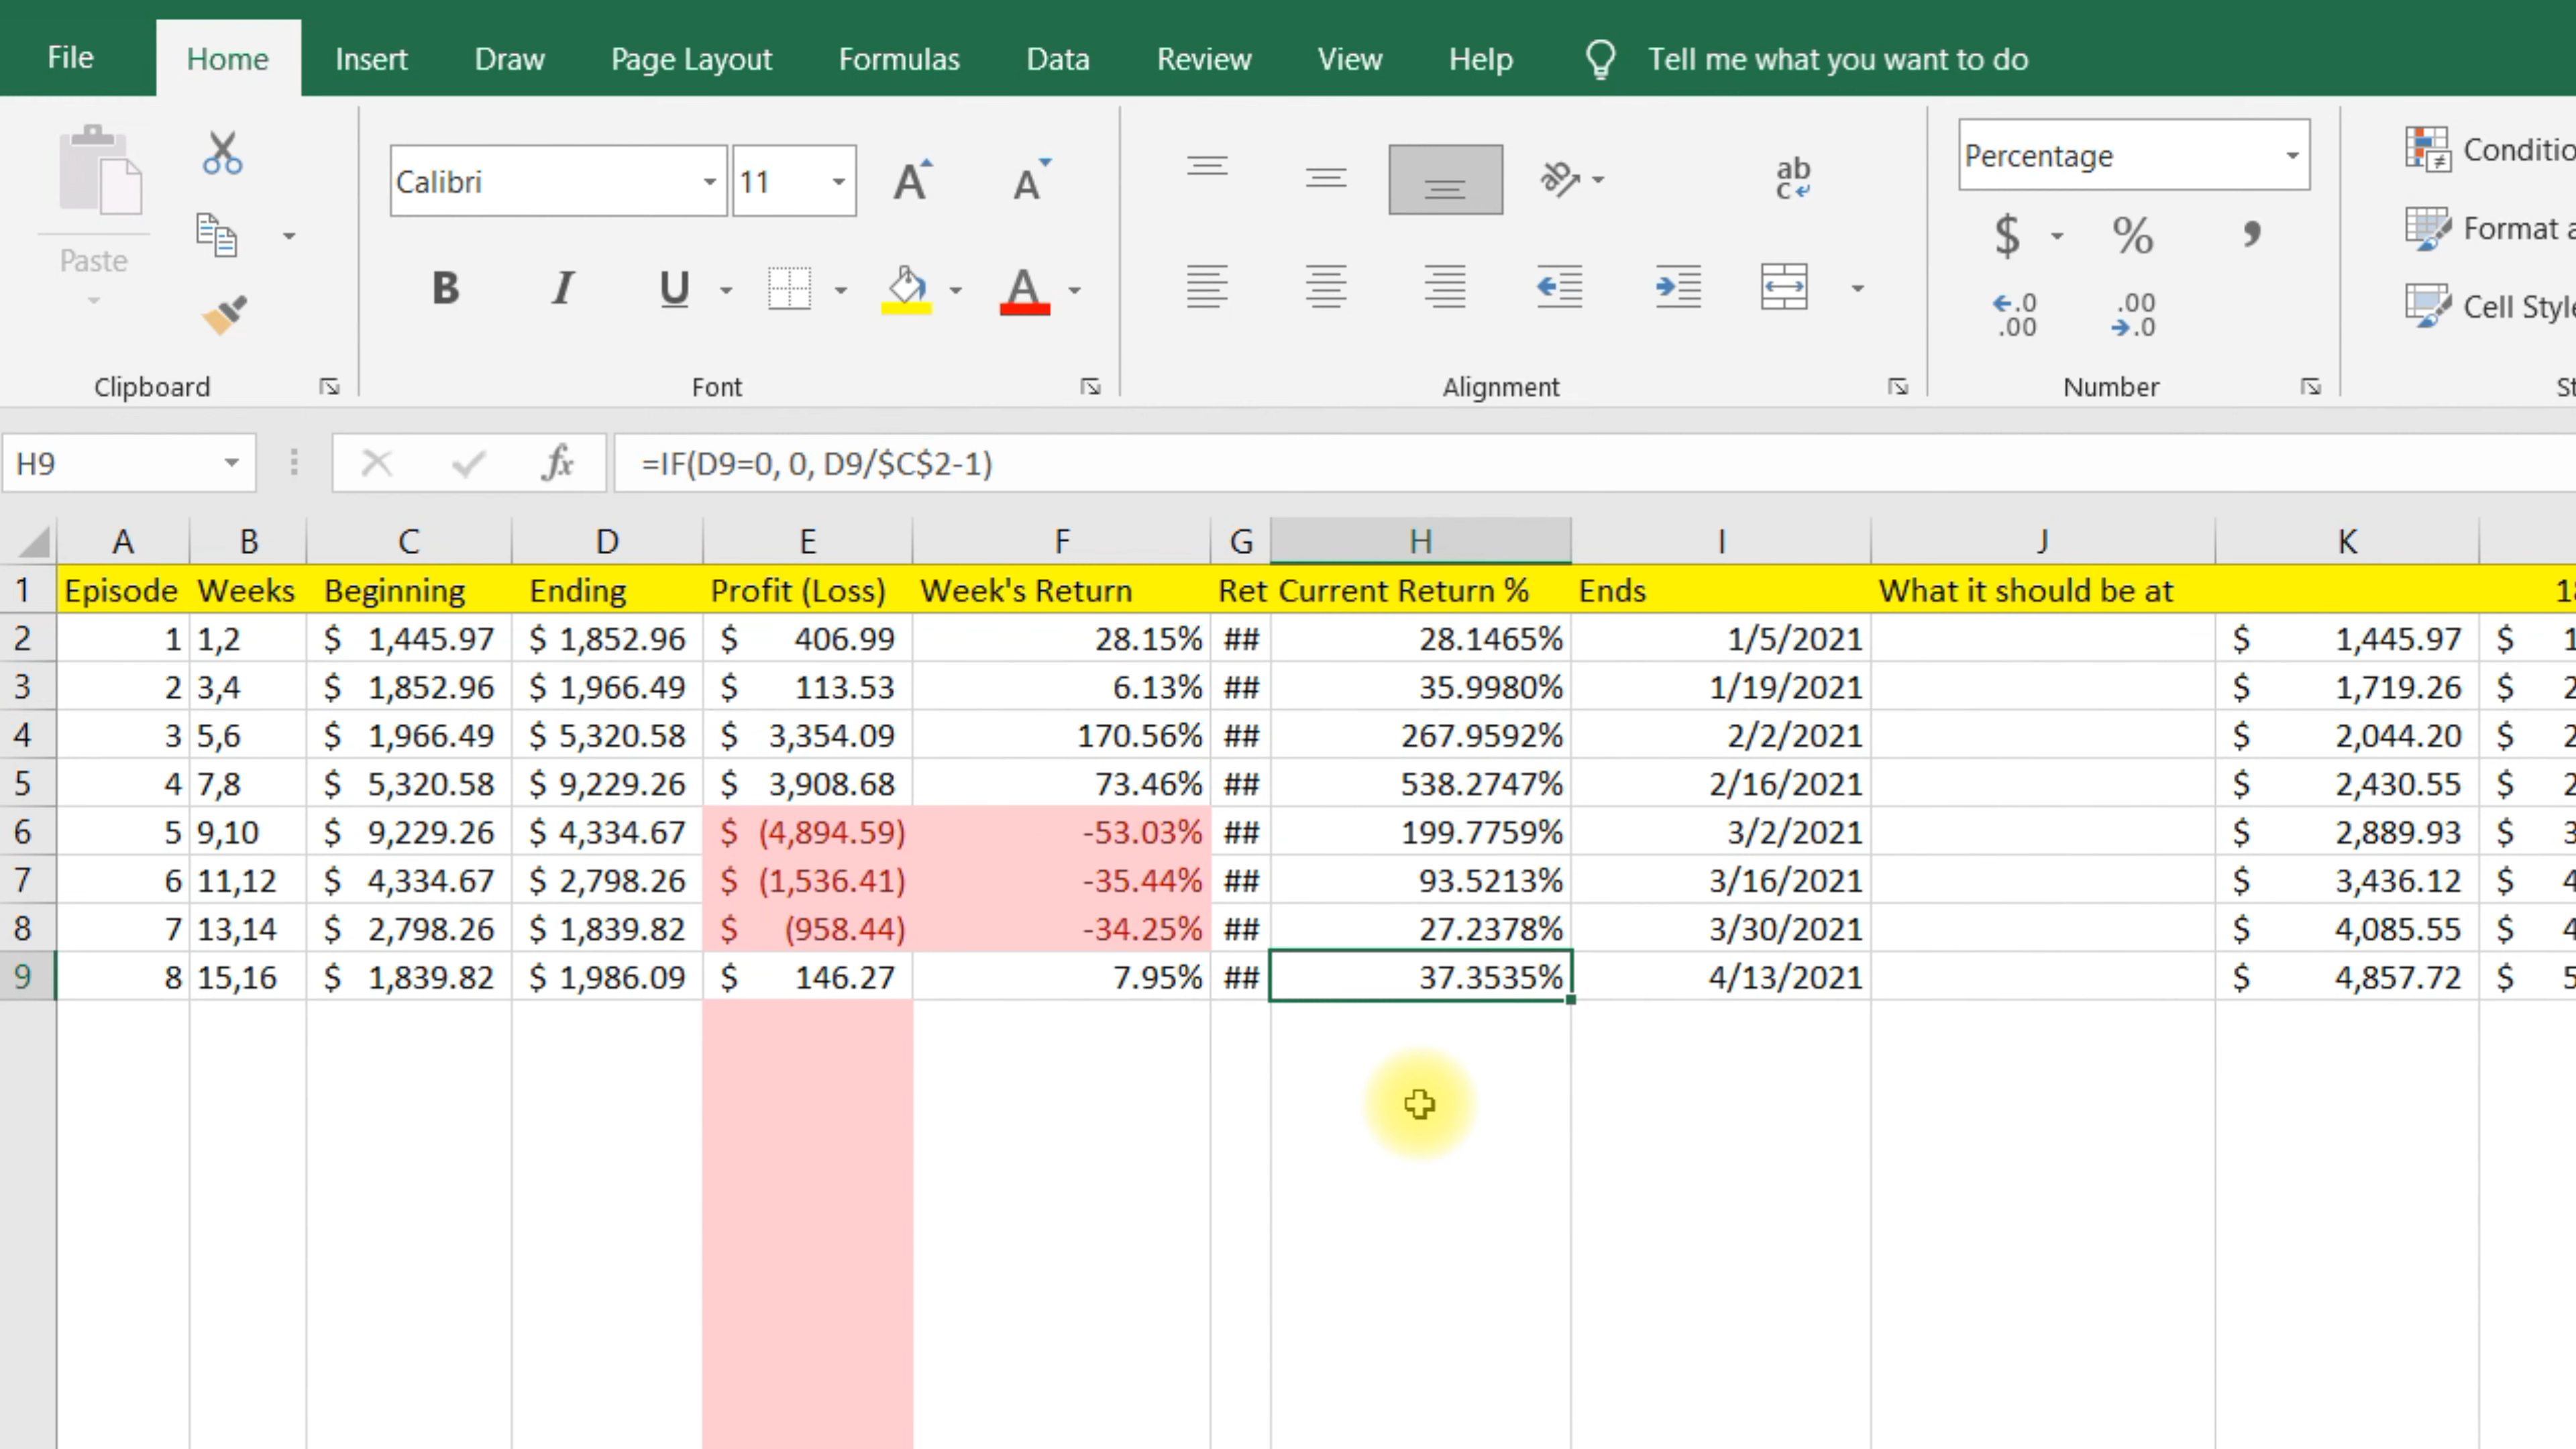 File Home Insert Draw Page Layout Formulas Data Review View Help Tell me what you want to do
Paste
Calibri 11
B I U A
ab
Percentage
$ % ,
Clipboard Font Alignment Number
H9 fx =IF(D9=0, 0, D9/$C$2-1)
A B C D E F G H I J K
1 Episode Weeks Beginning Ending Profit (Loss) Week's Return Ret Current Return % Ends What it should be at
2 1 1,2 $ 1,445.97 $ 1,852.96 $ 406.99 28.15% ## 28.1465% 1/5/2021 $ 1,445.97 $
3 2 3,4 $ 1,852.96 $ 1,966.49 $ 113.53 6.13% ## 35.9980% 1/19/2021 $ 1,719.26 $
4 3 5,6 $ 1,966.49 $ 5,320.58 $ 3,354.09 170.56% ## 267.9592% 2/2/2021 $ 2,044.20 $
5 4 7,8 $ 5,320.58 $ 9,229.26 $ 3,908.68 73.46% ## 538.2747% 2/16/2021 $ 2,430.55 $
6 5 9,10 $ 9,229.26 $ 4,334.67 $ (4,894.59) -53.03% ## 199.7759% 3/2/2021 $ 2,889.93 $
7 6 11,12 $ 4,334.67 $ 2,798.26 $ (1,536.41) -35.44% ## 93.5213% 3/16/2021 $ 3,436.12 $
8 7 13,14 $ 2,798.26 $ 1,839.82 $ (958.44) -34.25% ## 27.2378% 3/30/2021 $ 4,085.55 $
9 8 15,16 $ 1,839.82 $ 1,986.09 $ 146.27 7.95% ## 37.3535% 4/13/2021 $ 4,857.72 $